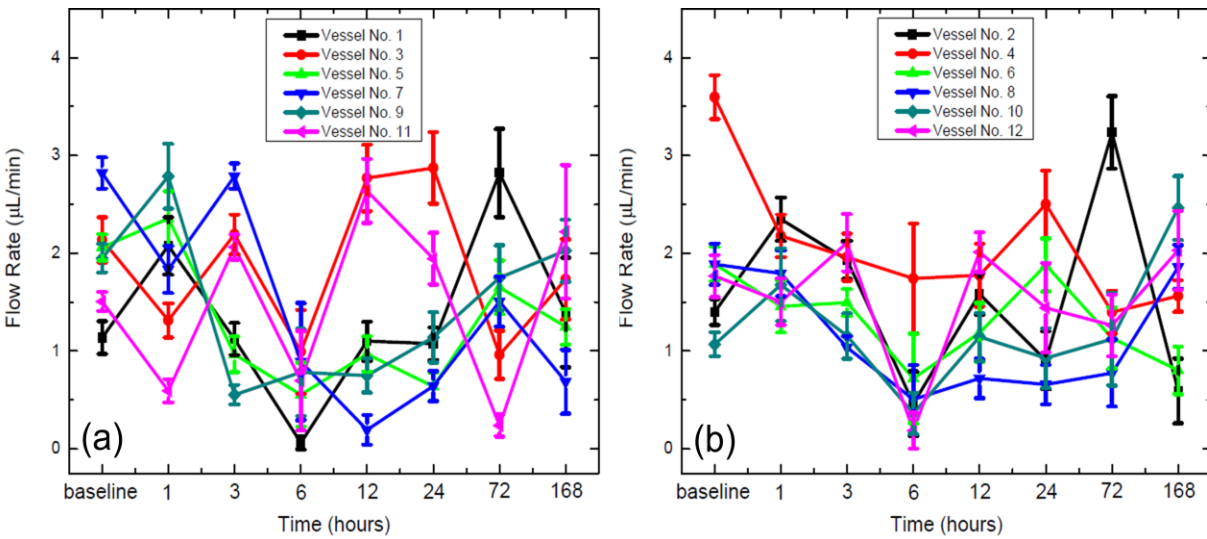 Vessel No. 1
Vessel No. 3
Vessel No. 5
Vessel No. 7
Vessel No. 9
Vessel No. 11
4
3
2
1
0
Flow Rate (µL/min)
(a)
baseline 1 3 6 12 24 72 168
Time (hours)
Vessel No. 2
Vessel No. 4
Vessel No. 6
Vessel No. 8
Vessel No. 10
Vessel No. 12
4
3
2
1
0
Flow Rate (µL/min)
(b)
baseline 1 3 6 12 24 72 168
Time (hours)